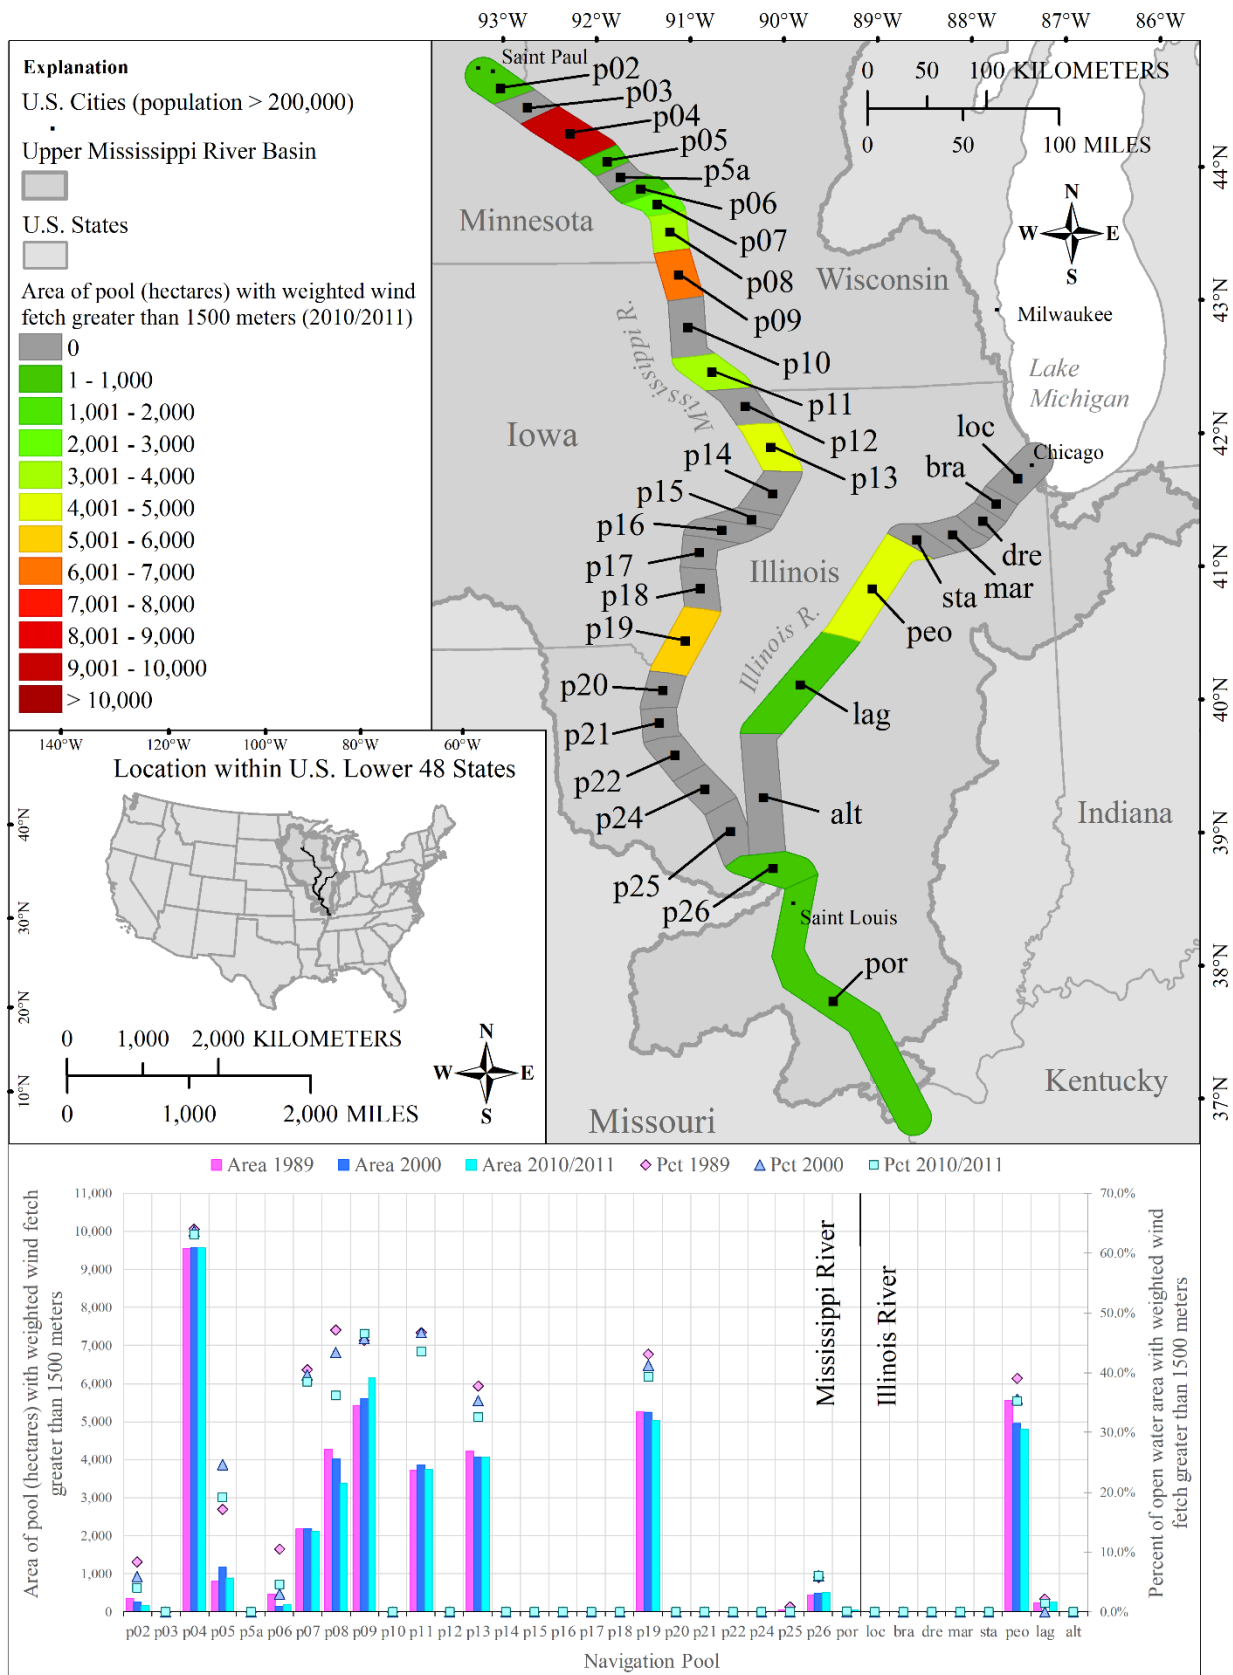 93°W 92°W 91°W 90°W 89°W 88°W 87°W 86°W
Explanation
U.S. Cities (population > 200,000)
Upper Mississippi River Basin
U.S. States
Area of pool (hectares) with weighted wind
fetch greater than 1500 meters (2010/2011)
0
1 - 1,000
1,001 - 2,000
2,001 - 3,000
3,001 - 4,000
4,001 - 5,000
5,001 - 6,000
6,001 - 7,000
7,001 - 8,000
8,001 - 9,000
9,001 - 10,000
> 10,000
Saint Paul
p02
p03
p04
p05
p5a
p06
p07
p08
p09
p10
p11
p12
p13
p14
p15
p16
p17
p18
p19
p20
p21
p22
p24
p25
p26
por
loc
bra
dre
mar
sta
peo
lag
alt
0 50 100 KILOMETERS
0 50 100 MILES
N
W E
S
Minnesota
Wisconsin
Milwaukee
Lake
Michigan
Mississippi R.
Iowa
Chicago
Illinois
Illinois R.
Indiana
Saint Louis
Kentucky
Missouri
44°N
43°N
42°N
41°N
40°N
39°N
38°N
37°N
140°W 120°W 100°W 80°W 60°W
Location within U.S. Lower 48 States
40°N
30°N
20°N
10°N
0 1,000 2,000 KILOMETERS
0 1,000 2,000 MILES
N
W E
S
Area 1989 Area 2000 Area 2010/2011 Pct 1989 Pct 2000 Pct 2010/2011
Area of pool (hectares) with weighted wind fetch
greater than 1500 meters
11,000
10,000
9,000
8,000
7,000
6,000
5,000
4,000
3,000
2,000
1,000
0
Mississippi River
Illinois River
70.0%
60.0%
50.0%
40.0%
30.0%
20.0%
10.0%
0.0%
Percent of open water area with weighted wind
fetch greater than 1500 meters
p02 p03 p04 p05 p5a p06 p07 p08 p09 p10 p11 p12 p13 p14 p15 p16 p17 p18 p19 p20 p21 p22 p24 p25 p26 por loc bra dre mar sta peo lag alt
Navigation Pool